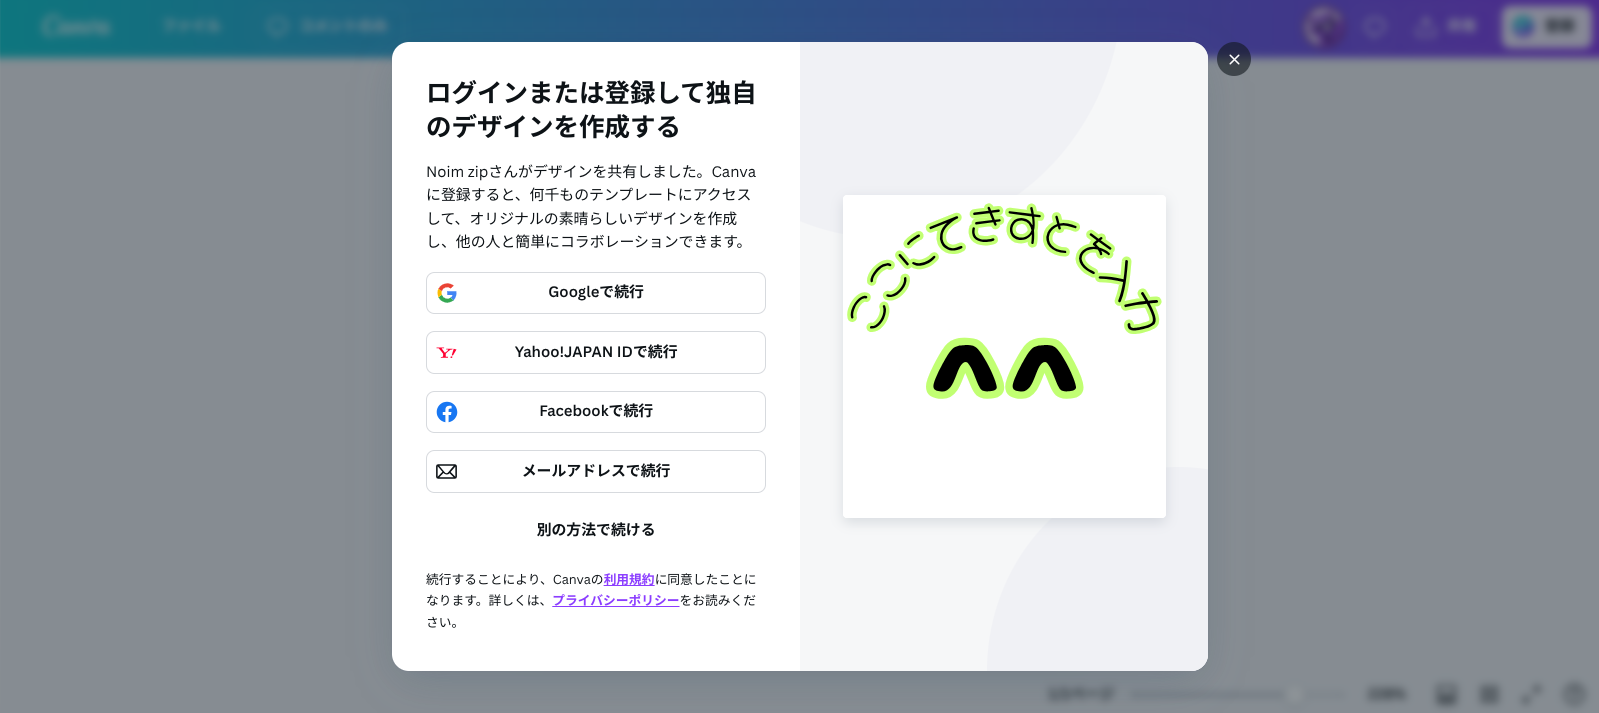 Canva
ファイル
ログインまたは登録して独自
のデザインを作成する
Noim zipさんがデザインを共有しました。Canva
に登録すると、何千ものテンプレートにアクセス
して、オリジナルの素晴らしいデザインを作成
し、他の人と簡単にコラボレーションできます。
Googleで続行
Yahoo!JAPAN IDで続行
Facebookで続行
メールアドレスで続行
別の方法で続ける
続行することにより、Canvaの利用規約に同意したことに
なります。詳しくは、プライバシーポリシーをお読みくだ
さい。
ここにてきすとを入力
^^